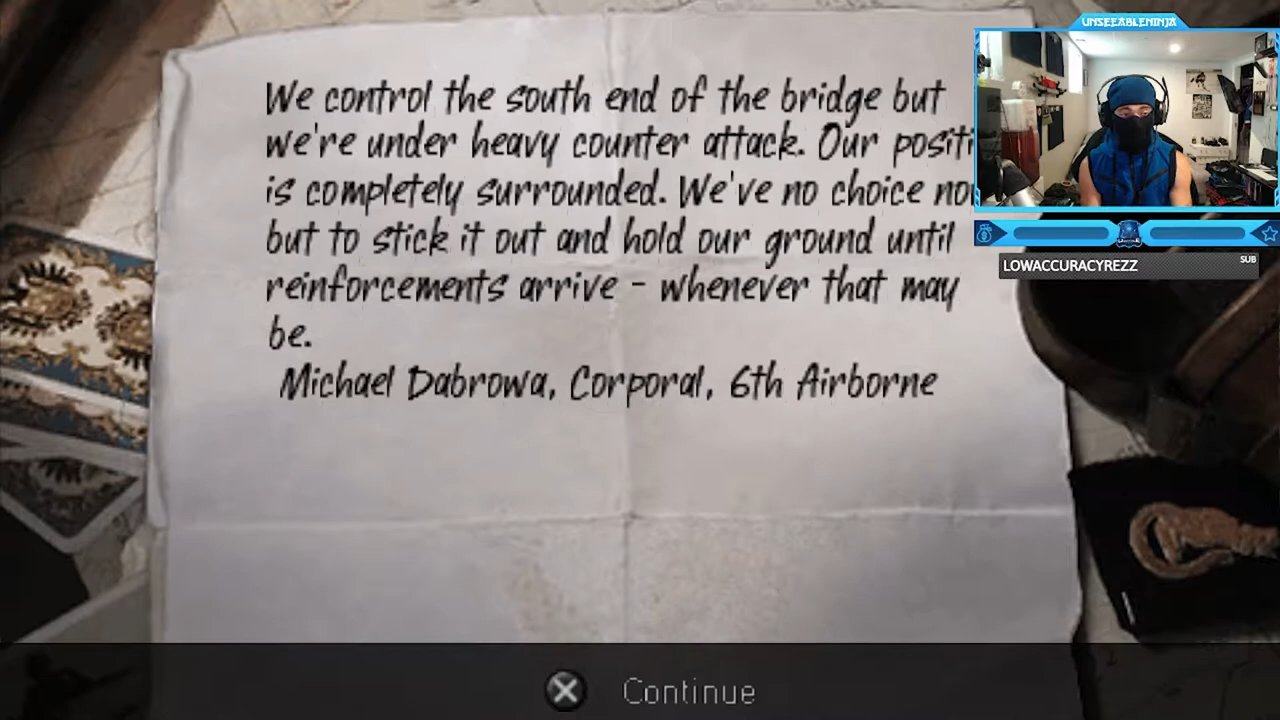 We control the south end of the bridge but
we're under heavy counter attack. Our
is completely surrounded. We've no choice
but to stick it out and hold our ground until
reinforcements arrive - whenever that may
be.
Michael Dabrowa, Corporal, 6th Airborne
Continue
UNSEEABLENINJA
LOWACCURACYREZZ
SUB